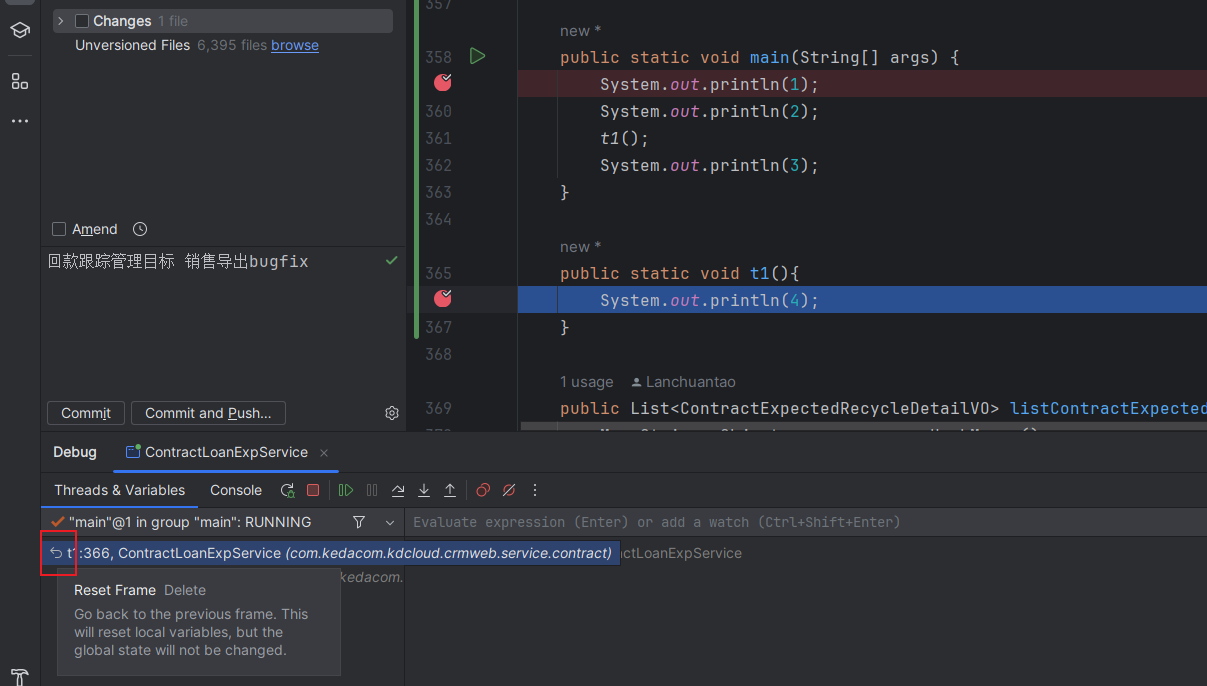 Changes 1 file
Unversioned Files 6,395 files browse
Amend
回款跟踪管理目标 销售导出bugfix
Commit
Commit and Push...
357
new *
358 public static void main(String[] args) {
System.out.println(1);
360 System.out.println(2);
361 t1();
362 System.out.println(3);
363 }
364
new *
365 public static void t1(){
System.out.println(4);
367 }
368
1 usage Lanchuantao
369 public List<ContractExpectedRecycleDetailVO> listContractExpected
Debug
ContractLoanExpService
Threads & Variables
Console
"main"@1 in group "main": RUNNING
Evaluate expression (Enter) or add a watch (Ctrl+Shift+Enter)
t1:366, ContractLoanExpService (com.kedacom.kdcloud.crmweb.service.contract)
ctLoanExpService
kedacom.
Reset Frame Delete
Go back to the previous frame. This
will reset local variables, but the
global state will not be changed.